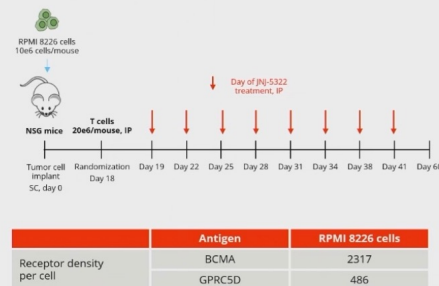 RPMI 8226 cells
10e6 cells/mouse
Day of JNJ-5322
treatment, IP
T cells
20e6/mouse, IP
NSG mice
Tumor cell
implant
SC, day 0
Randomization
Day 18
Day 19
Day 22
Day 25
Day 28
Day 31
Day 34
Day 38
Day 41
Day 60
Antigen
RPMI 8226 cells
Receptor density
per cell
BCMA
2317
GPRC5D
486